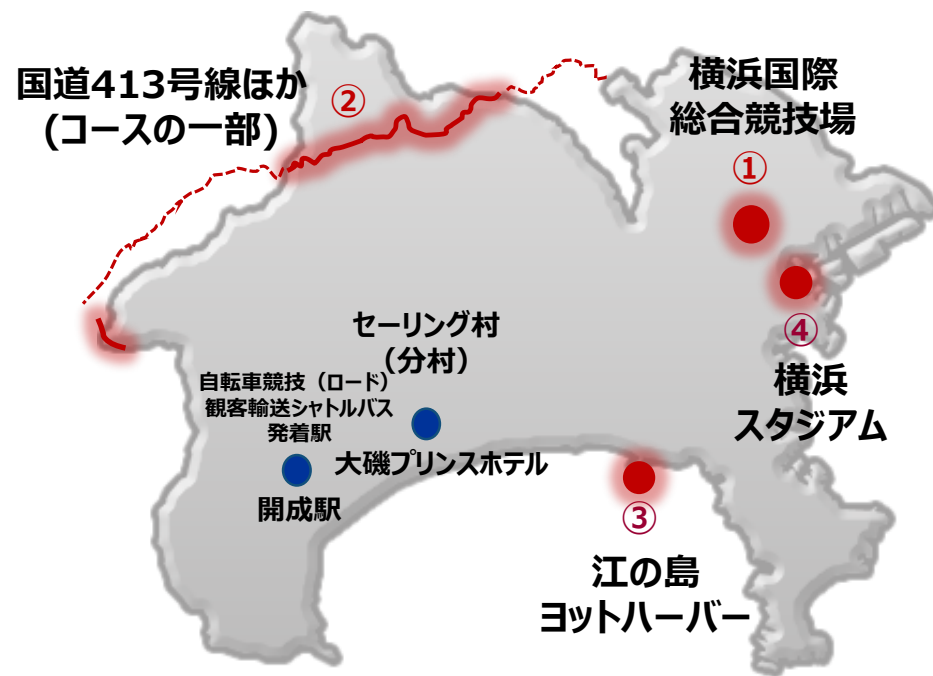 国道413号線ほか
(コースの一部)
②
横浜国際
総合競技場
①
④
横浜
スタジアム
セーリング村
(分村)
自転車競技(ロード)
観客輸送シャトルバス
発着駅
開成駅
大磯プリンスホテル
③
江の島
ヨットハーバー